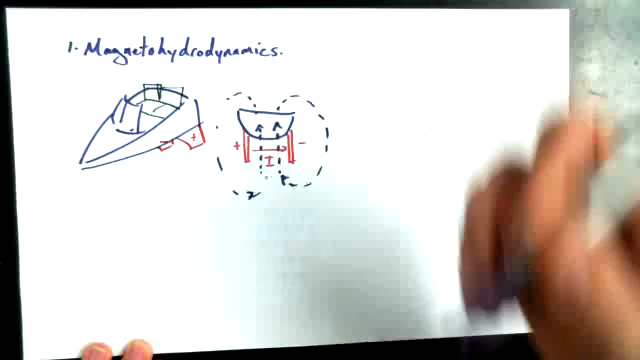 1. Magnetohydrodynamics.
+
+ I -